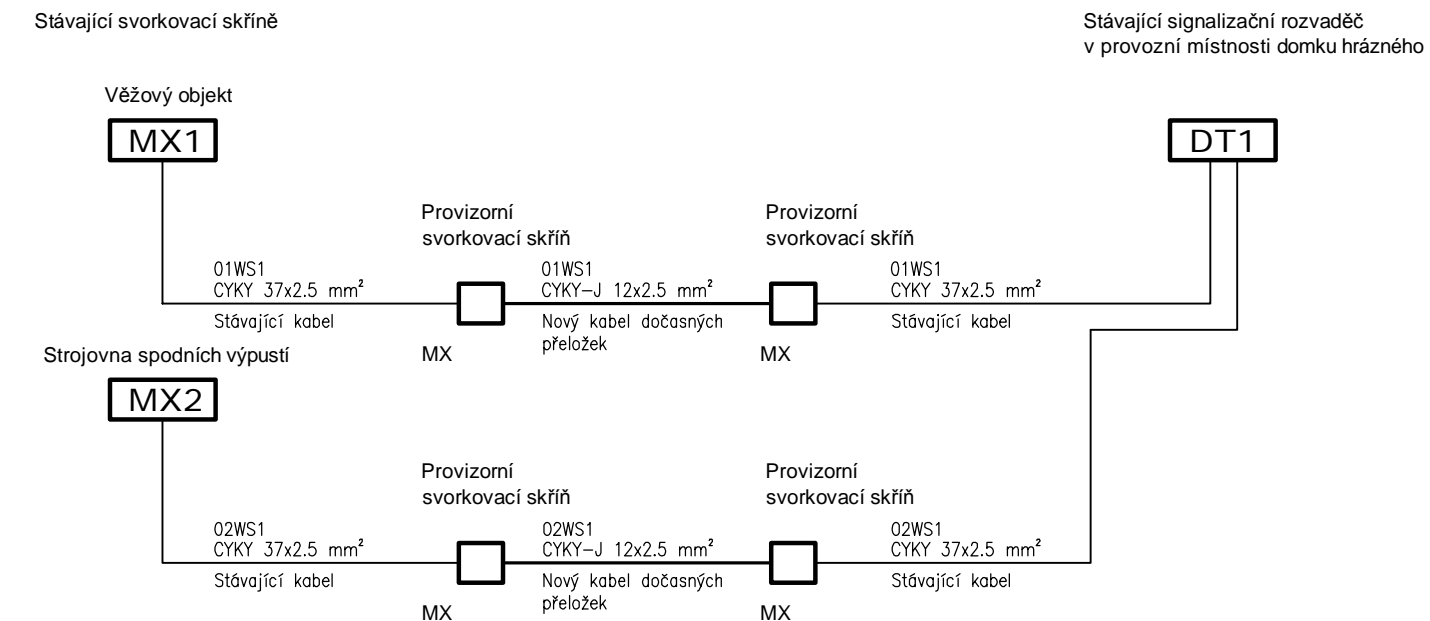 Stávající svorkovací skříně
Stávající signalizační rozvaděč
v provozní místnosti domku hrázného
Věžový objekt
MX1
DT1
Provizorní
svorkovací skříň
Provizorní
svorkovací skříň
01WS1
CYKY 37x2.5 mm²
Stávající kabel
01WS1
CYKY-J 12x2.5 mm²
Nový kabel dočasných
přeložek
01WS1
CYKY 37x2.5 mm²
Stávající kabel
MX
MX
Strojovna spodních výpustí
MX2
Provizorní
svorkovací skříň
Provizorní
svorkovací skříň
02WS1
CYKY 37x2.5 mm²
Stávající kabel
02WS1
CYKY-J 12x2.5 mm²
Nový kabel dočasných
přeložek
02WS1
CYKY 37x2.5 mm²
Stávající kabel
MX
MX